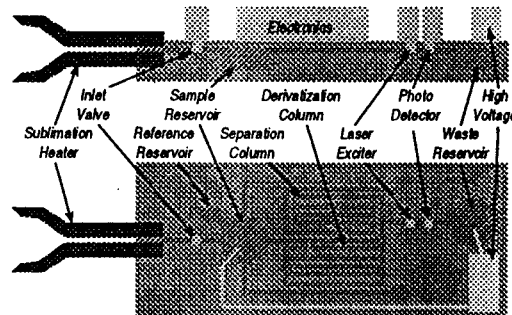 Electronics
Inlet Valve
Sample Reservoir
Derivatization Column
Photo Detector
High Voltage
Sublimation Heater
Reference Reservoir
Separation Column
Laser Exciter
Waste Reservoir